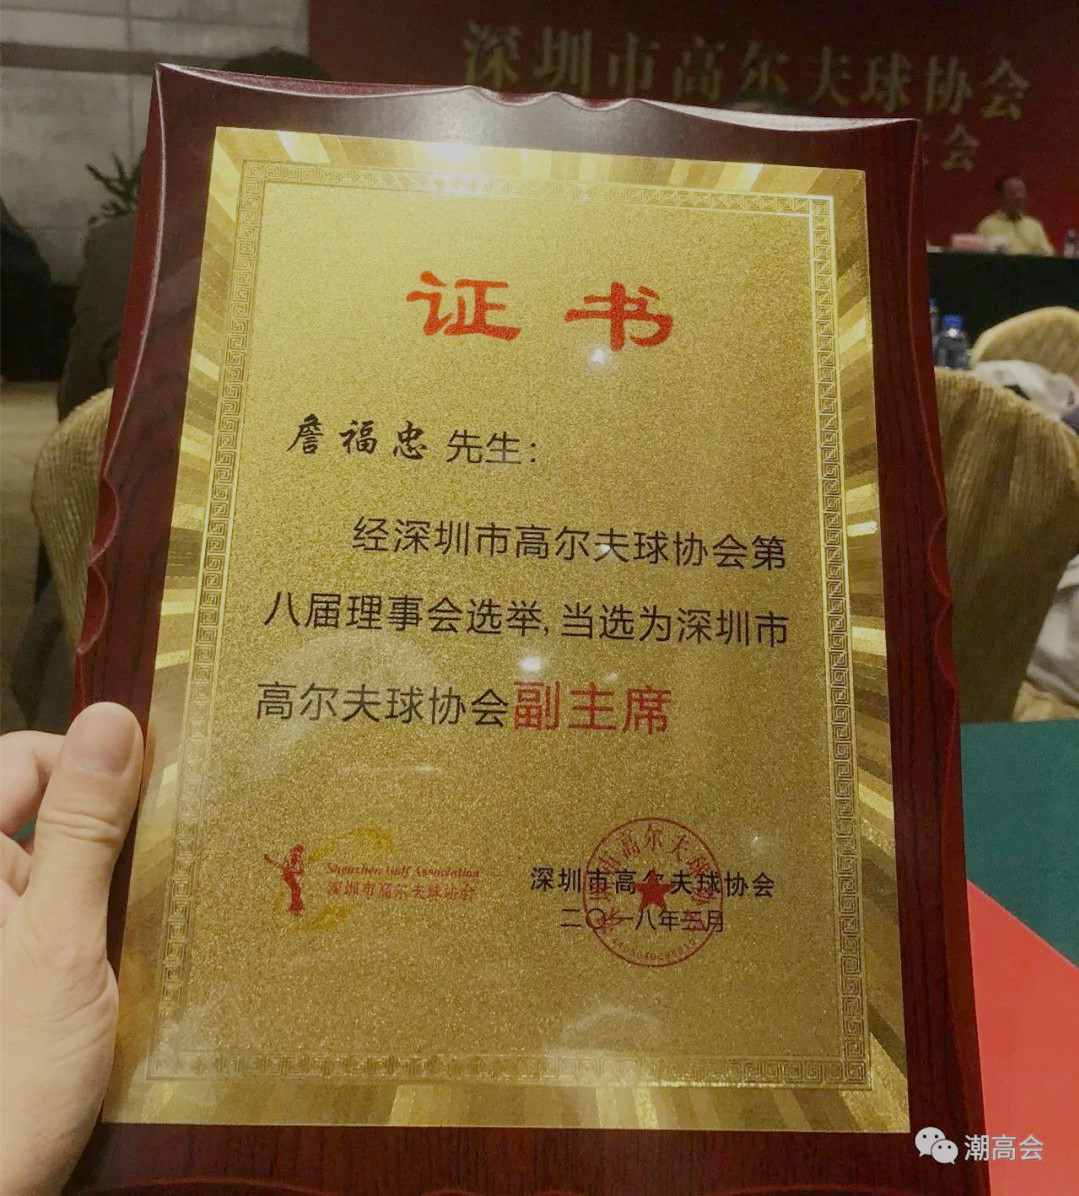 深圳市高尔夫球协会
会
证书
詹福忠 先生：
经深圳市高尔夫球协会第
八届理事会选举，当选为深圳市
高尔夫球协会副主席
Shenzhen Golf Association
深圳市高尔夫球协会
深圳市高尔夫球协会
二〇一八年三月
潮高会